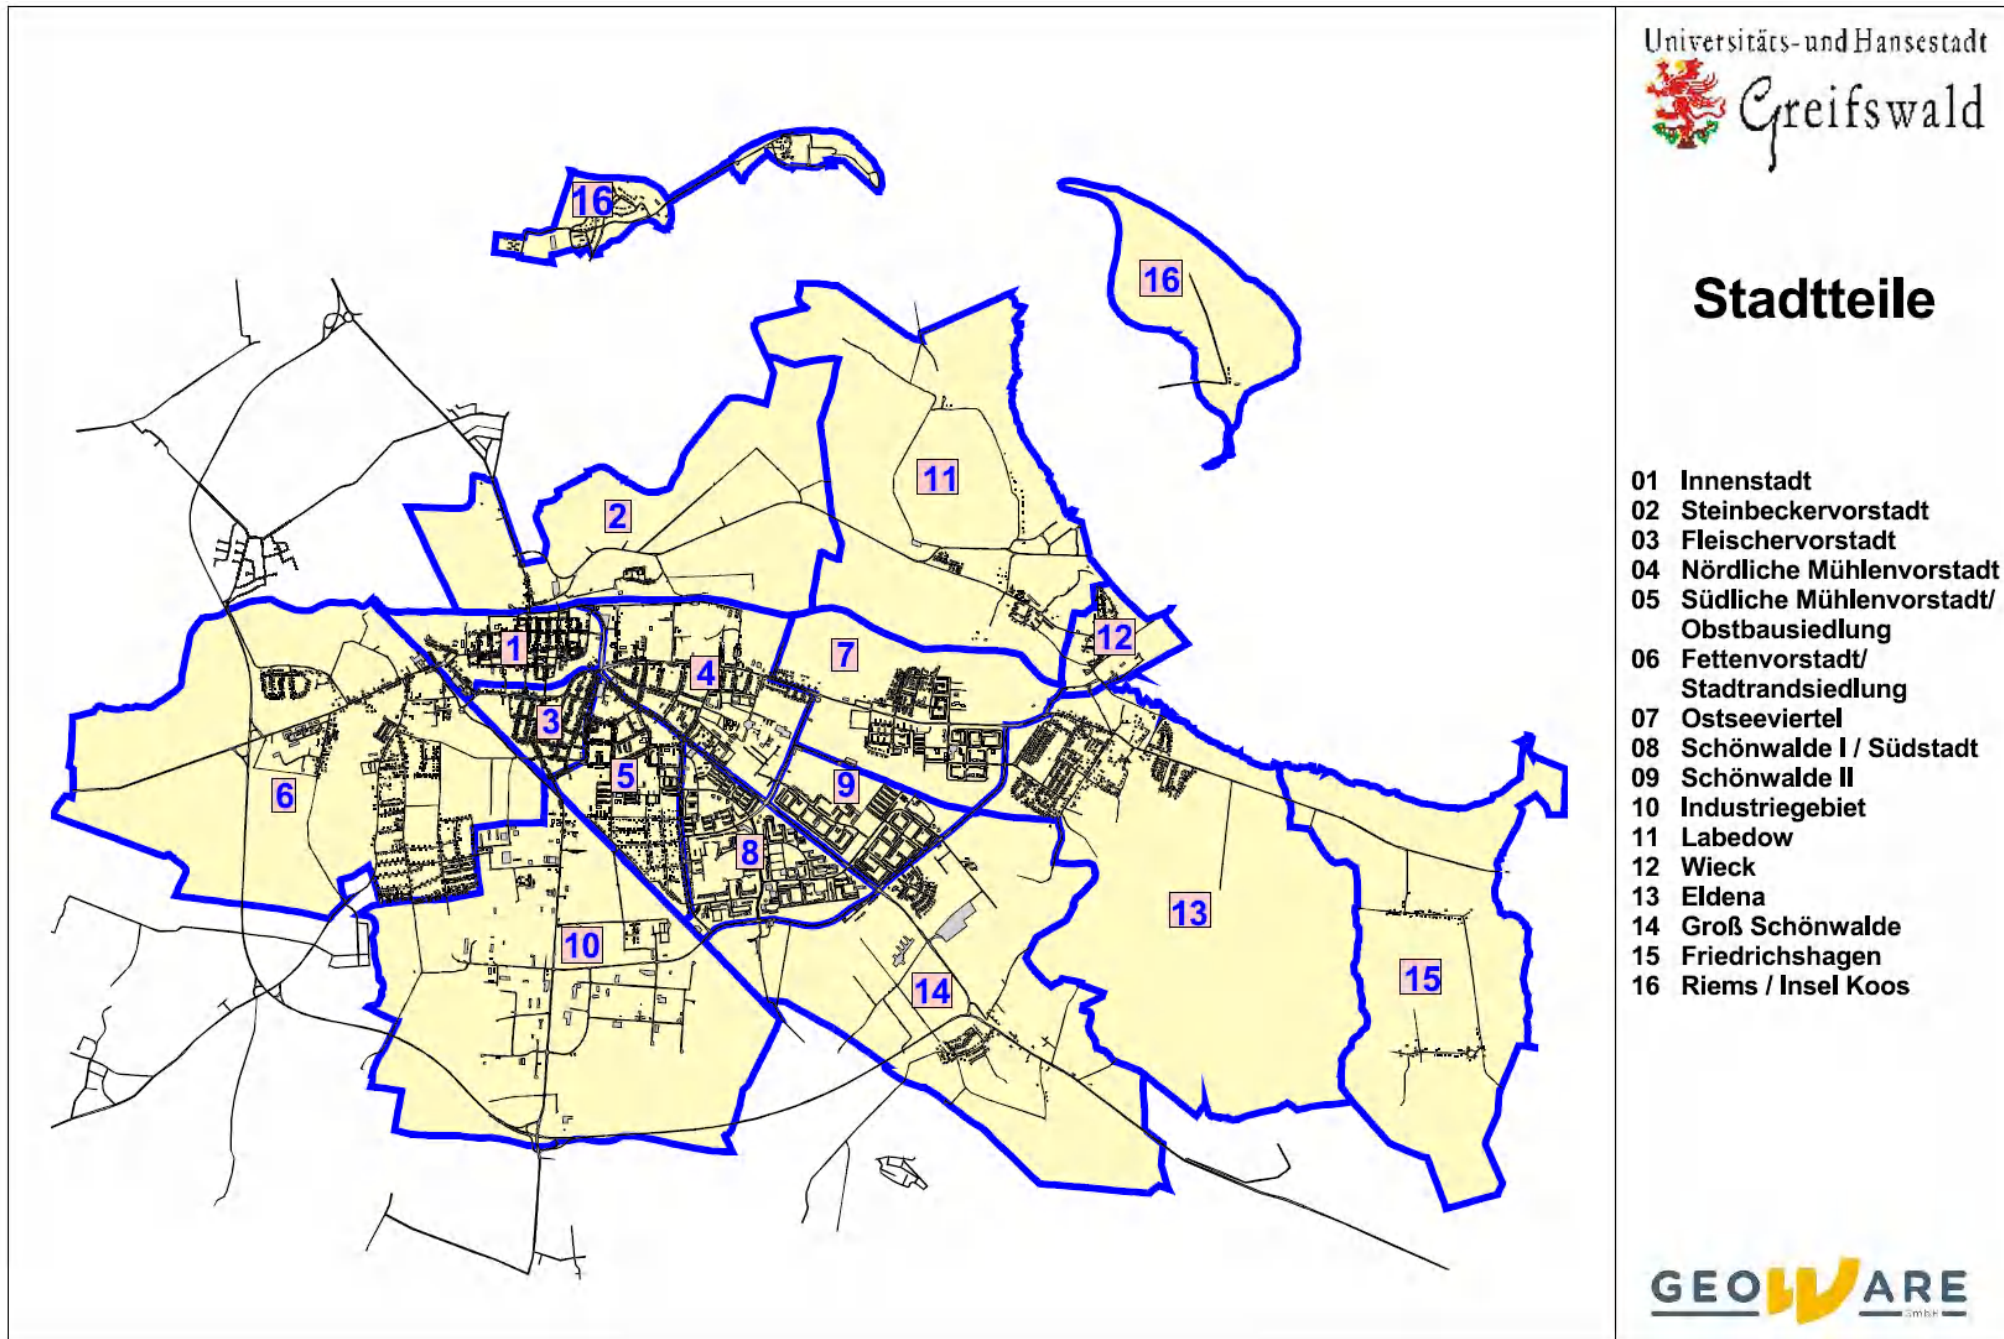 Universitäts- und Hansestadt
Greifswald
Stadtteile
01 Innenstadt
02 Steinbeckervorstadt
03 Fleischervorstadt
04 Nördliche Mühlenvorstadt
05 Südliche Mühlenvorstadt/
Obstbausiedlung
06 Fettenvorstadt/
Stadtrandsiedlung
07 Ostseeviertel
08 Schönwalde I / Südstadt
09 Schönwalde II
10 Industriegebiet
11 Labedow
12 Wieck
13 Eldena
14 Groß Schönwalde
15 Friedrichshagen
16 Riems / Insel Koos
GEOWARE
GmbH
16
16
11
2
12
1
7
4
3
5
9
6
8
13
10
15
14